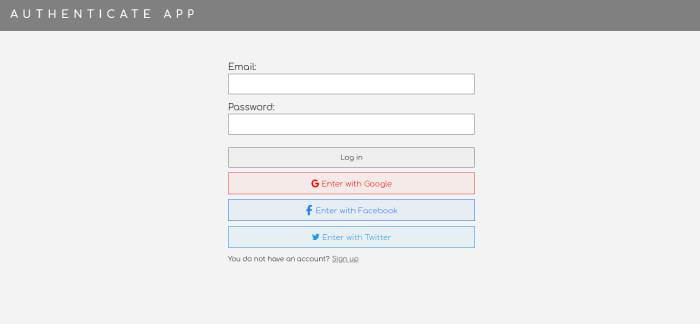 AUTHENTICATE APP
Email:
Password:
Log in
Enter with Google
Enter with Facebook
Enter with Twitter
You do not have an account? Sign up